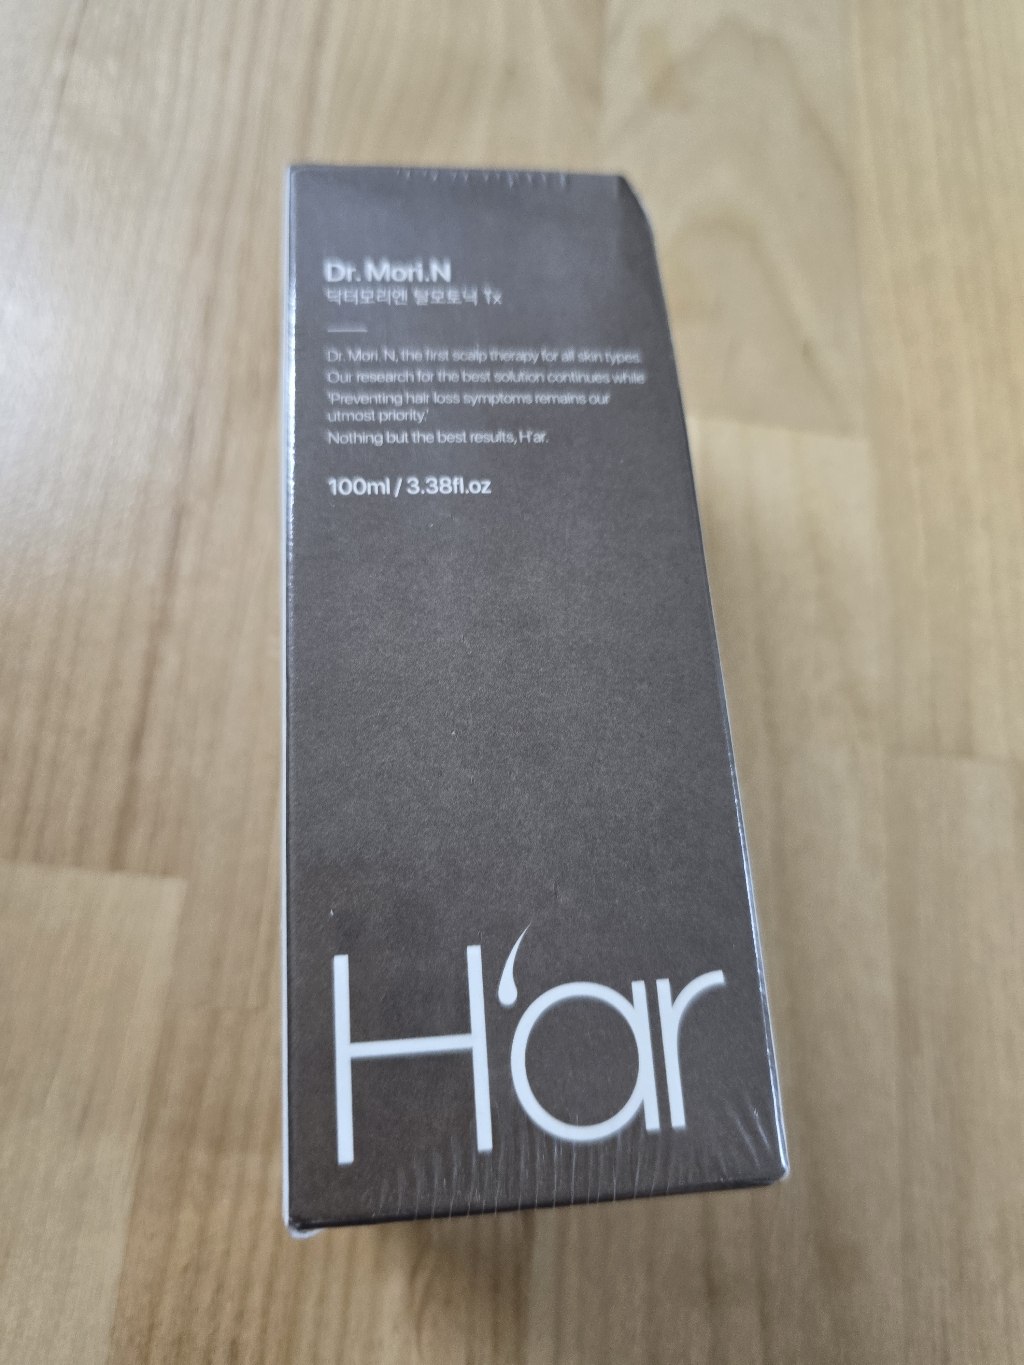 Dr.Mori.N
닥터모리엔 탈모토닉 Tx
Dr. Mori. N, the first scalp therapy for all skin types.
Our research for the best solution continues while
'Preventing hair loss symptoms remains our
utmost priority.'
Nothing but the best results, H'ar.
100ml / 3.38fl.oz
H'ar